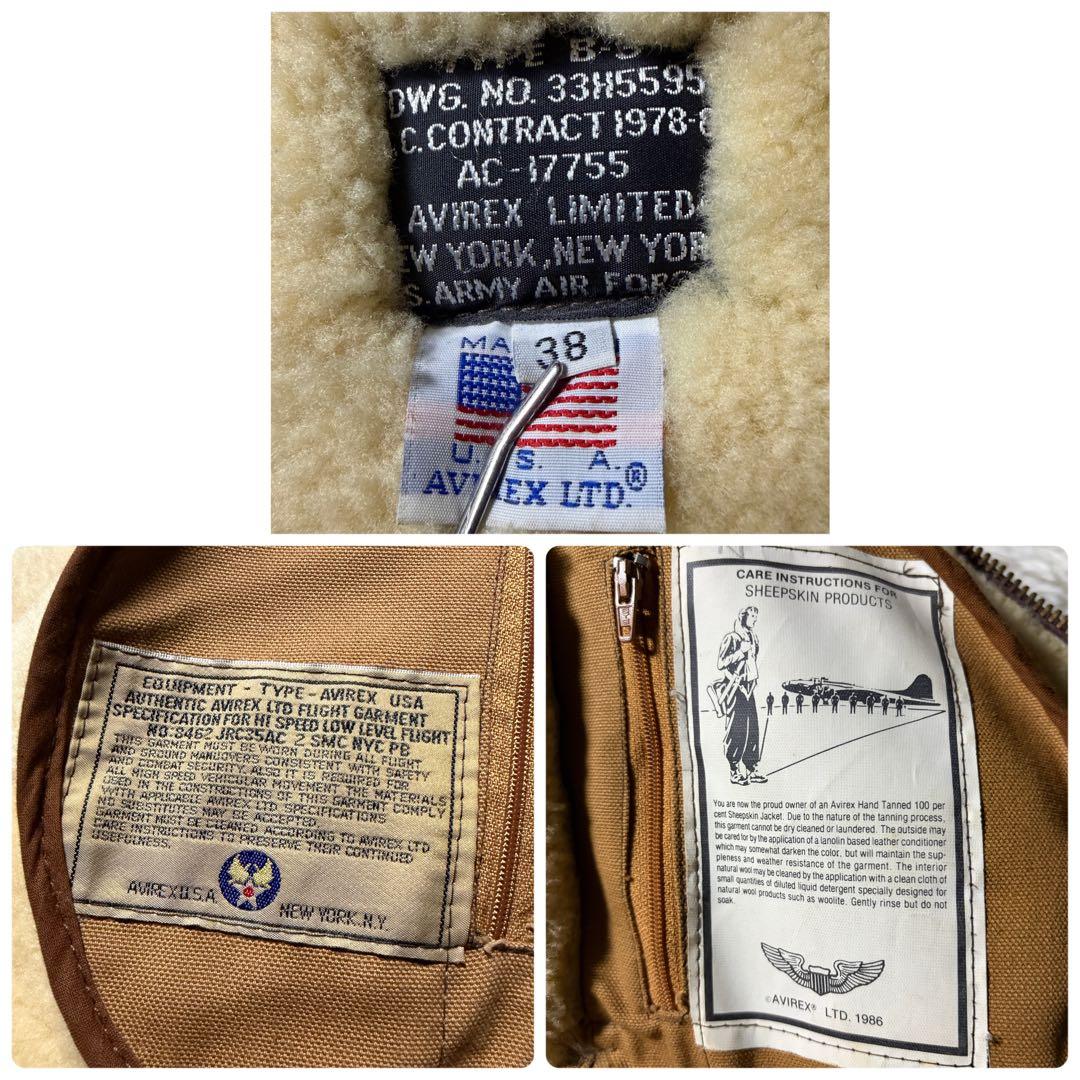 TYPE B-3
DWG. NO. 33H5595
.C. CONTRACT 1978-8
AC-17755
AVIREX LIMITED
EW YORK, NEW YOR
S. ARMY AIR FORC
MA
38
U. S. A.
AVIREX LTD.®
EQUIPMENT - TYPE - AVIREX USA
AUTHENTIC AVIREX LTD FLIGHT GARMENT
SPECIFICATION FOR HI SPEED LOW LEVEL FLIGHT
NO. 8462 JRC35AC - 2 SMC NYC PB
THIS GARMENT MUST BE WORN DURING ALL FLIGHT
AND GROUND MANUOVERS CONSISTENT WITH SAFETY
AND COMBAT SECURITY. ALSO IT IS REQUIRED FOR
ALL HIGH SPEED VEHICULAR MOVEMENT. THE MATERIALS
USED IN THE CONSTRUCTIONS OF THIS GARMENT COMPLY
WITH APPLICABLE AVIREX LTD. SPECIFICATIONS
NO SUBSTITUTES MAY BE ACCEPTED.
GARMENT MUST BE CLEANED ACCORDING TO AVIREX LTD
CARE INSTRUCTIONS TO PRESERVE THEIR CONTINUED
USEFULNESS.
AVIREX U.S.A. NEW YORK. N.Y.
CARE INSTRUCTIONS FOR
SHEEPSKIN PRODUCTS
You are now the proud owner of an Avirex Hand Tanned 100 per
cent Sheepskin Jacket. Due to the nature of the tanning process,
this garment cannot be dry cleaned or laundered. The outside may
be cared for by the application of a lanolin based leather conditioner
which may somewhat darken the color, but will maintain the sup-
pleness and weather resistance of the garment. The interior
natural wool may be cleaned by the application with a clean cloth of
small quantities of diluted liquid detergent specially designed for
natural wool products such as woolite. Gently rinse but do not
soak.
©AVIREX® LTD. 1986